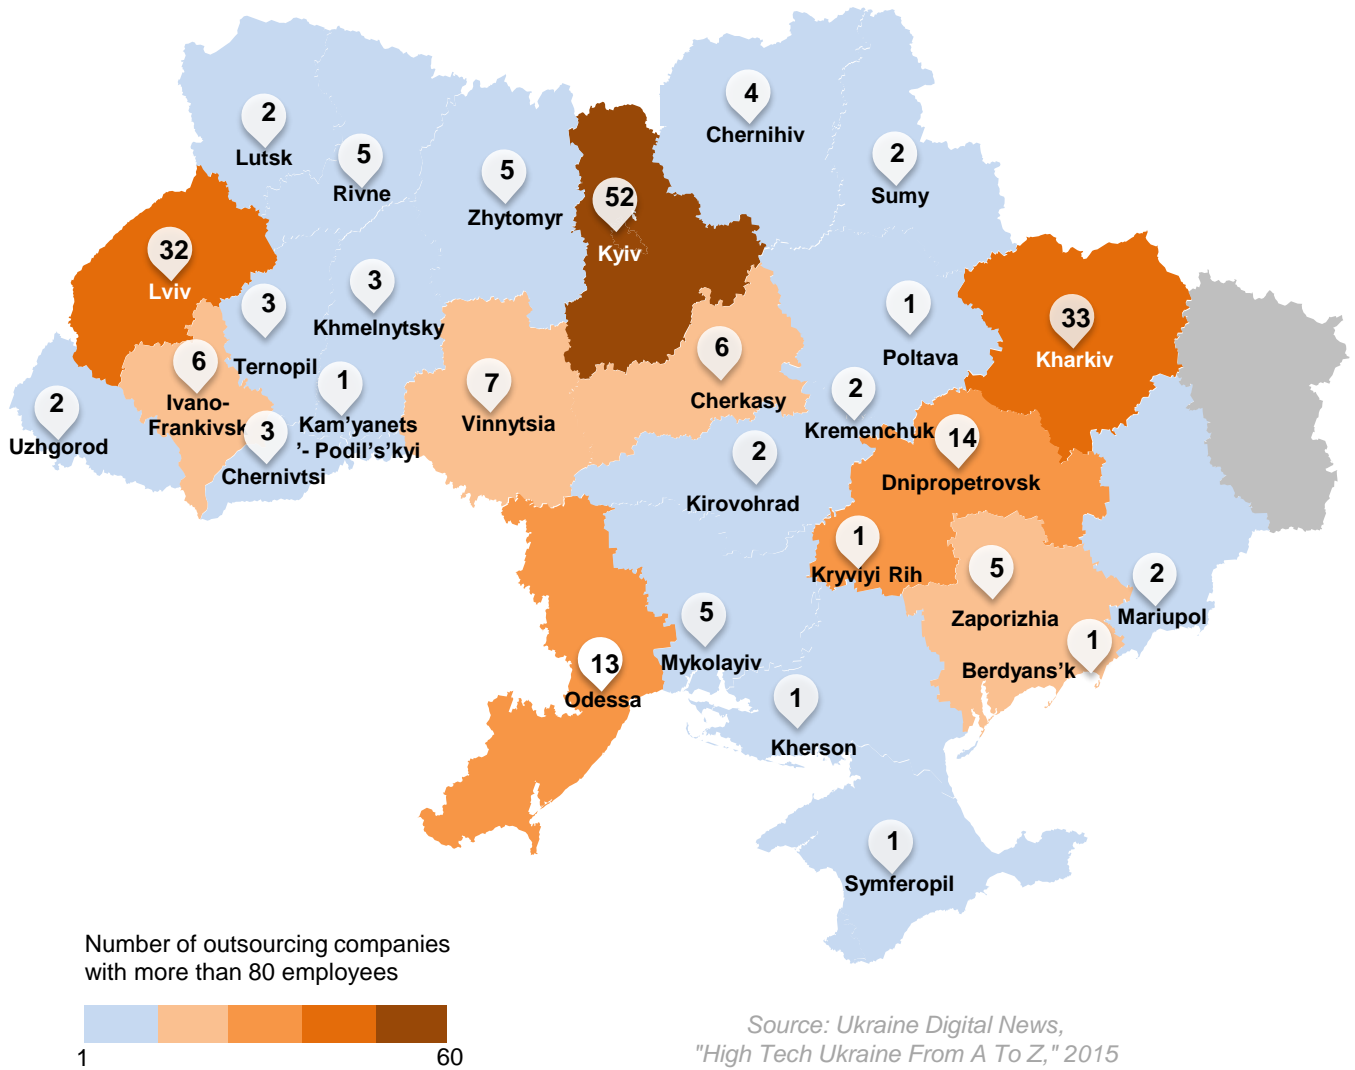 4
Chernihiv
2
Lutsk
5
Rivne
2
Sumy
5
Zhytomyr
52
Kyiv
32
Lviv
3
Khmelnytsky
3
Ternopil
1
Poltava
33
Kharkiv
6
Ivano-
Frankivsk
6
Cherkasy
1
Kam'yanets
'- Podil's'kyi
7
Vinnytsia
2
Kremenchuk
2
Uzhgorod
3
Chernivtsi
14
Dnipropetrovsk
2
Kirovohrad
1
Kryviyi Rih
5
Zaporizhia
2
Mariupol
5
Mykolayiv
1
Berdyans'k
13
Odessa
1
Kherson
1
Symferopil
Number of outsourcing companies
with more than 80 employees
1
60
Source: Ukraine Digital News,
"High Tech Ukraine From A To Z," 2015